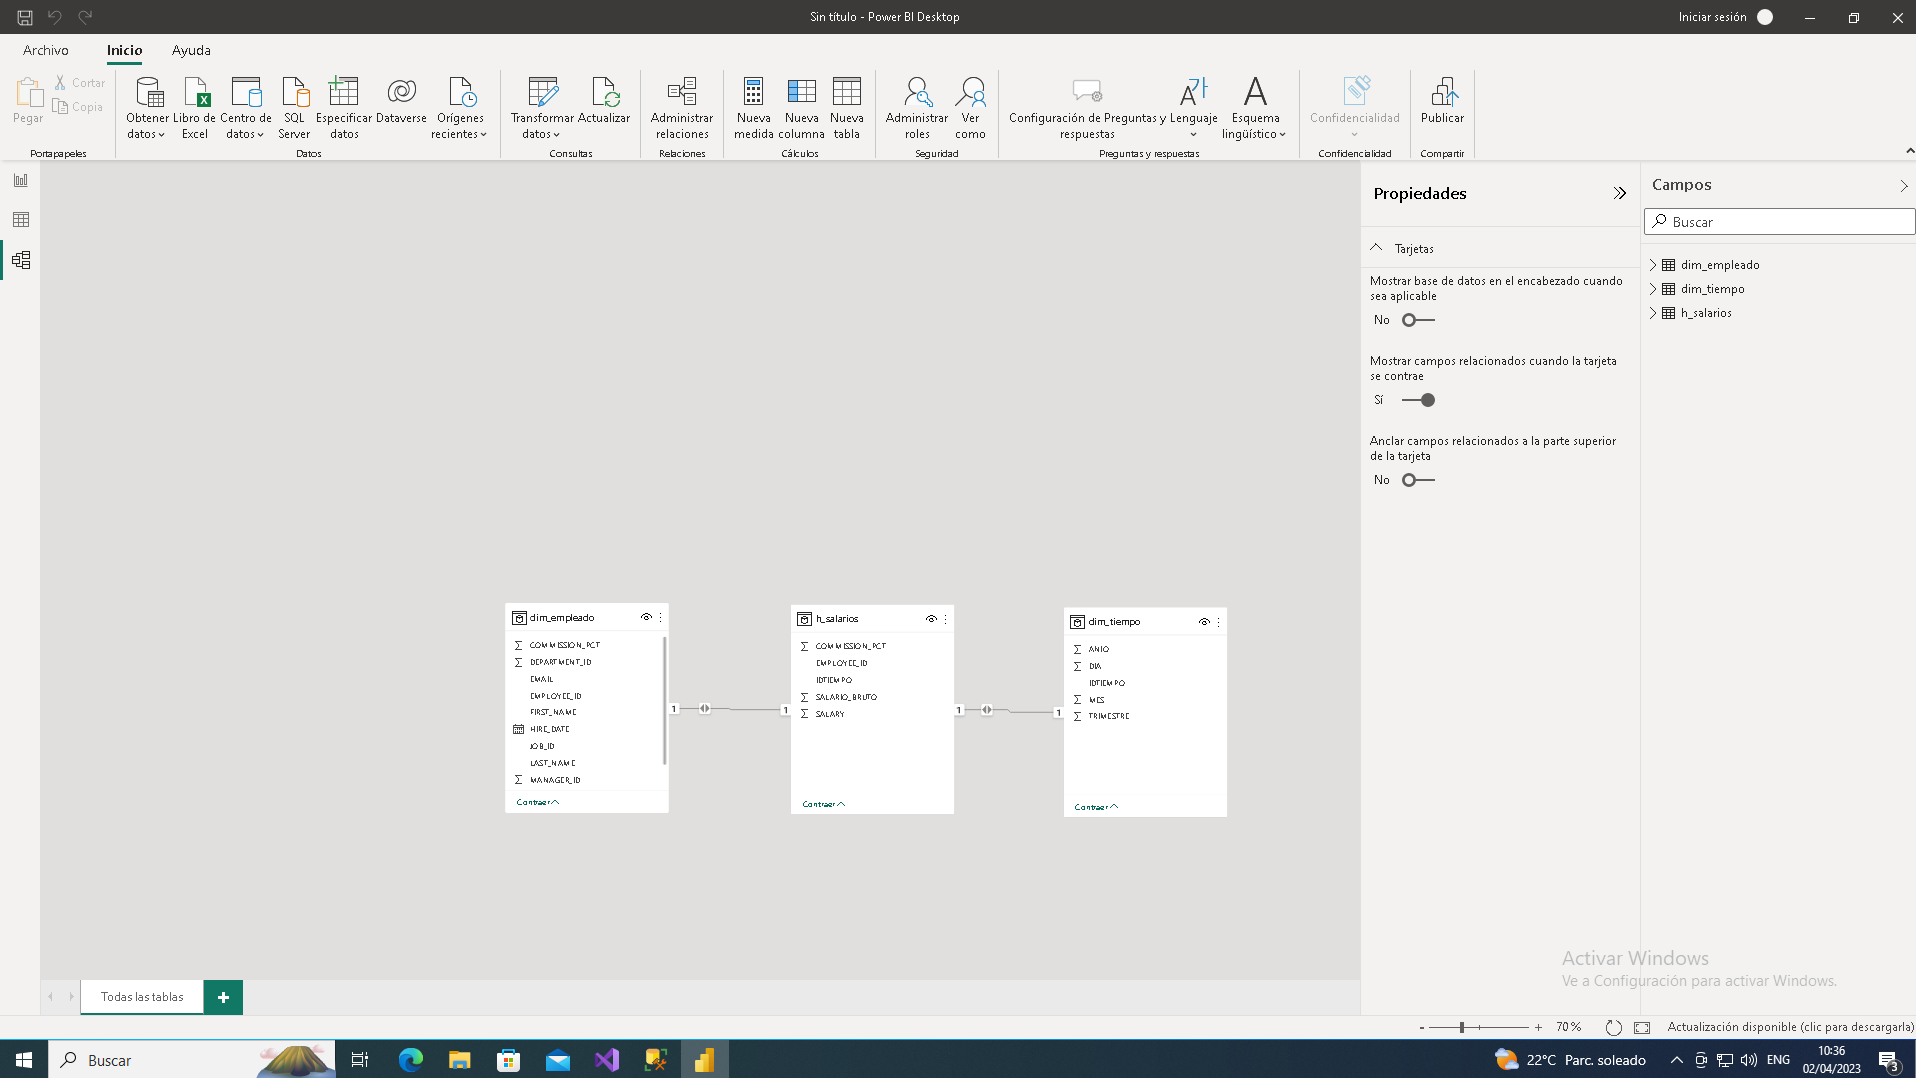 Sin título - Power BI Desktop
Iniciar sesión
Archivo
Inicio
Ayuda
Pegar
Cortar
Copia
Portapapeles
Obtener datos
Libro de Excel
Centro de datos
SQL Server
Especificar datos
Dataverse
Orígenes recientes
Datos
Transformar datos
Actualizar
Consultas
Administrar relaciones
Relaciones
Nueva medida
Nueva columna
Nueva tabla
Cálculos
Administrar roles
Ver como
Seguridad
Configuración de Preguntas y respuestas
Lenguaje
Esquema lingüístico
Preguntas y respuestas
Confidencialidad
Confidencialidad
Publicar
Compartir
Propiedades
Tarjetas
Mostrar base de datos en el encabezado cuando
sea aplicable
No
Mostrar campos relacionados cuando la tarjeta
se contrae
Sí
Anclar campos relacionados a la parte superior
de la tarjeta
No
Campos
Buscar
dim_empleado
dim_tiempo
h_salarios
dim_empleado
COMMISSION_PCT
DEPARTMENT_ID
EMAIL
EMPLOYEE_ID
FIRST_NAME
HIRE_DATE
JOB_ID
LAST_NAME
MANAGER_ID
Contraer
1
1
h_salarios
COMMISSION_PCT
EMPLOYEE_ID
IDTIEMPO
SALARIO_BRUTO
SALARY
Contraer
1
1
dim_tiempo
ANIO
DIA
IDTIEMPO
MES
TRIMESTRE
Contraer
Activar Windows
Ve a Configuración para activar Windows.
Todas las tablas
+
-
+
70 %
Actualización disponible (clic para descargarla)
Buscar
22°C Parc. soleado
ENG
10:36
02/04/2023
3